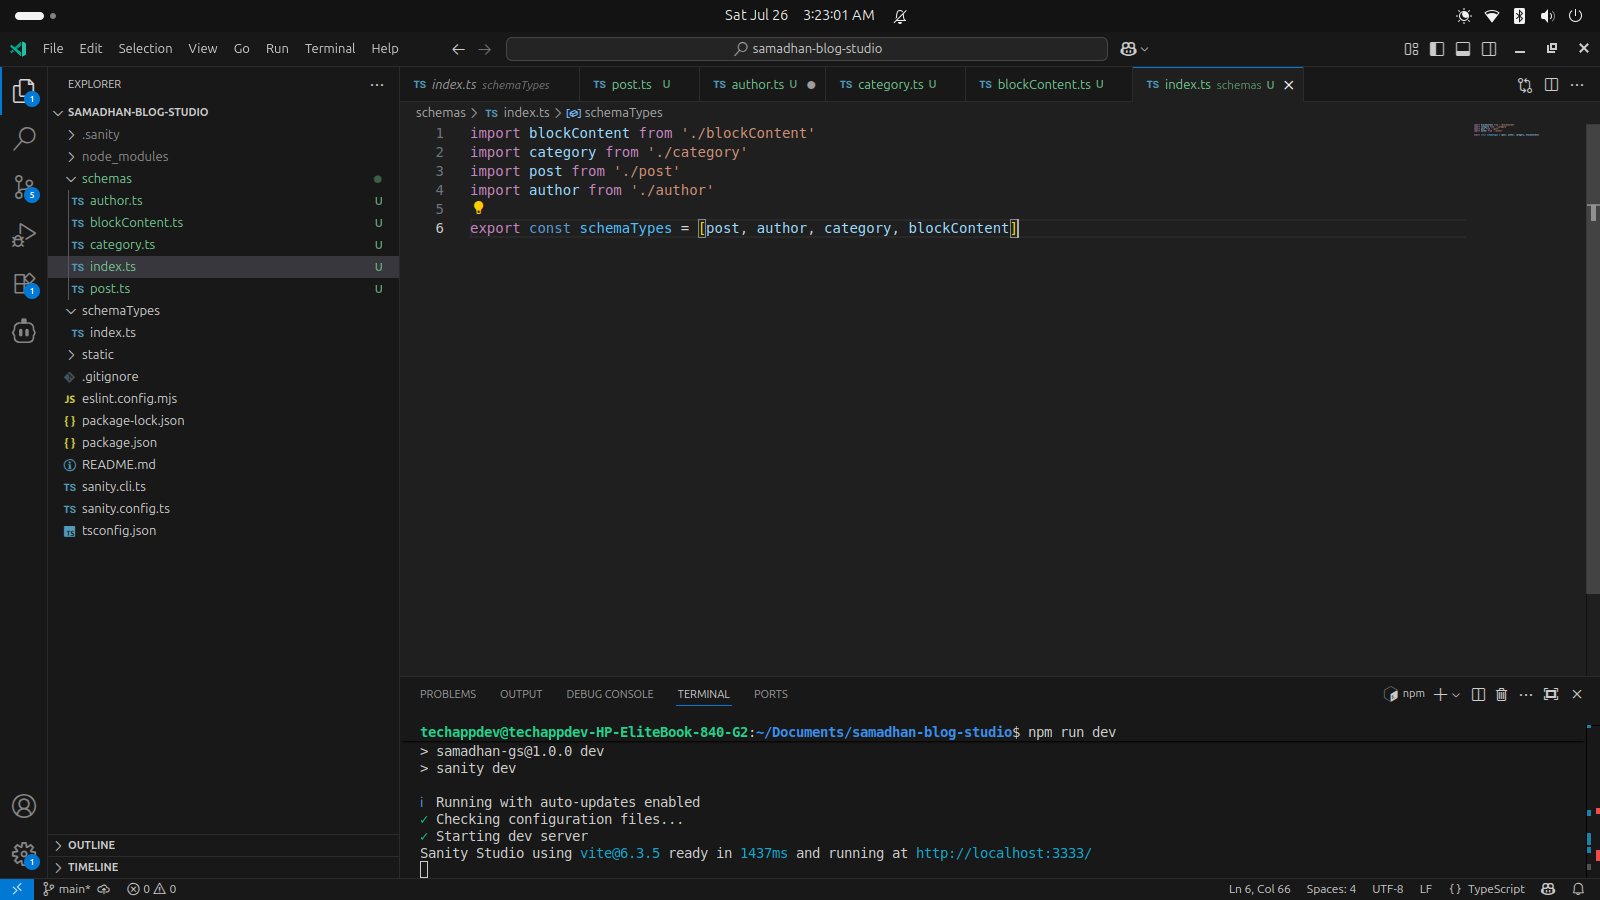 Sat Jul 26 3:23:01 AM
File Edit Selection View Go Run Terminal Help
samadhan-blog-studio
EXPLORER
SAMADHAN-BLOG-STUDIO
.sanity
node_modules
schemas
TS author.ts U
TS blockContent.ts U
TS category.ts U
TS index.ts U
TS post.ts U
schemaTypes
TS index.ts
static
.gitignore
JS eslint.config.mjs
{} package-lock.json
{} package.json
README.md
TS sanity.cli.ts
TS sanity.config.ts
TS tsconfig.json
OUTLINE
TIMELINE
1
5
1
1
TS index.ts schemaTypes TS post.ts U TS author.ts U TS category.ts U TS blockContent.ts U TS index.ts schemas U
schemas > TS index.ts > schemaTypes
1 import blockContent from './blockContent'
2 import category from './category'
3 import post from './post'
4 import author from './author'
5
6 export const schemaTypes = [post, author, category, blockContent]
PROBLEMS OUTPUT DEBUG CONSOLE TERMINAL PORTS
npm
techappdev@techappdev-HP-EliteBook-840-G2:~/Documents/samadhan-blog-studio$ npm run dev
> samadhan-gs@1.0.0 dev
> sanity dev
i Running with auto-updates enabled
✓ Checking configuration files...
✓ Starting dev server
Sanity Studio using vite@6.3.5 ready in 1437ms and running at http://localhost:3333/
main* 0 0 Ln 6, Col 66 Spaces: 4 UTF-8 LF {} TypeScript